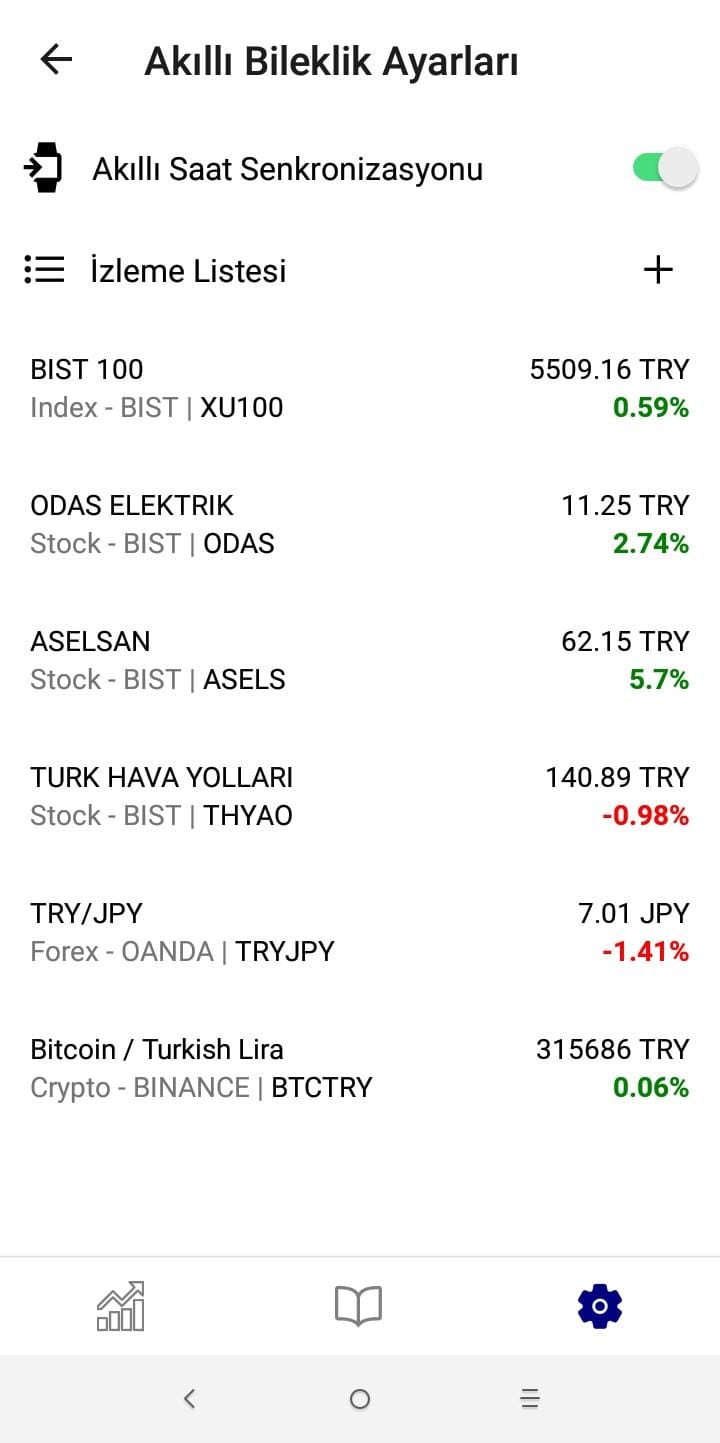 Akıllı Bileklik Ayarları
Akıllı Saat Senkronizasyonu
İzleme Listesi
BIST 100 5509.16 TRY
Index - BIST | XU100 0.59%
ODAS ELEKTRIK 11.25 TRY
Stock - BIST | ODAS 2.74%
ASELSAN 62.15 TRY
Stock - BIST | ASELS 5.7%
TURK HAVA YOLLARI 140.89 TRY
Stock - BIST | THYAO -0.98%
TRY/JPY 7.01 JPY
Forex - OANDA | TRYJPY -1.41%
Bitcoin / Turkish Lira 315686 TRY
Crypto - BINANCE | BTCTRY 0.06%